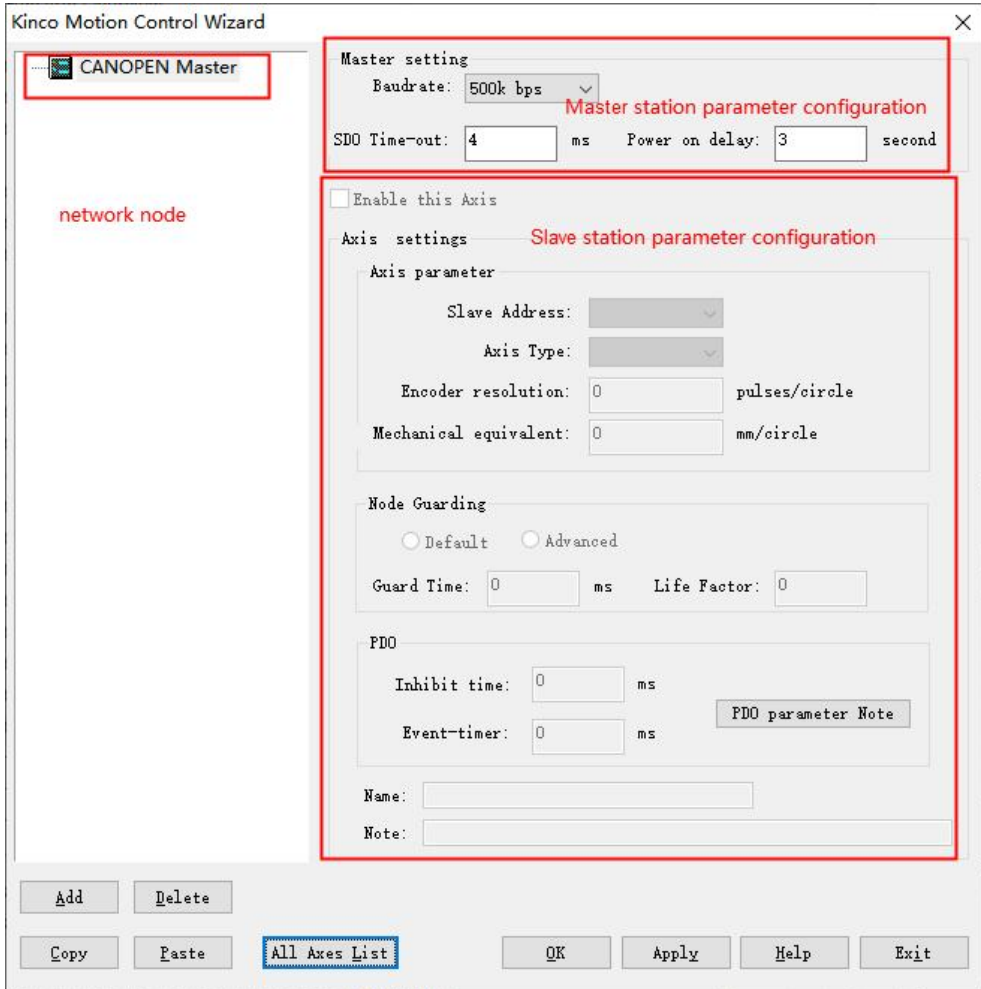 Kinco Motion Control Wizard
CANOPEN Master
network node
Master setting
Baudrate: 500k bps
Master station parameter configuration
SDO Time-out: 4 ms Power on delay: 3 second
Enable this Axis
Axis settings
Slave station parameter configuration
Axis parameter
Slave Address:
Axis Type:
Encoder resolution: 0 pulses/circle
Mechanical equivalent: 0 mm/circle
Node Guarding
Default Advanced
Guard Time: 0 ms Life Factor: 0
PDO
Inhibit time: 0 ms
PDO parameter Note
Event-timer: 0 ms
Name:
Note:
Add Delete
Copy Paste All Axes List OK Apply Help Exit